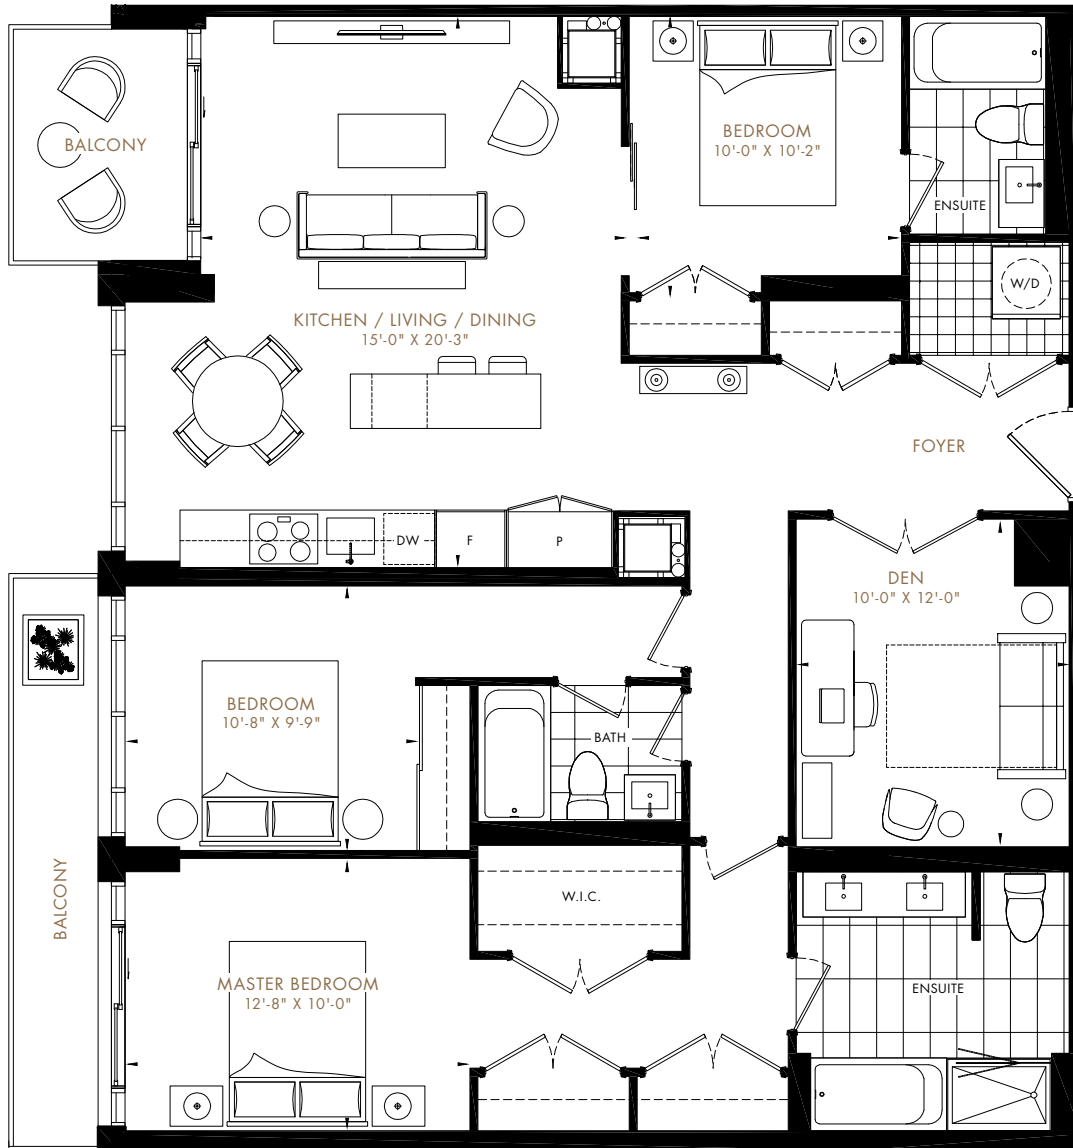 BALCONY
BEDROOM
10'-0" X 10'-2"
ENSUITE
W/D
KITCHEN / LIVING / DINING
15'-0" X 20'-3"
FOYER
DW
F
P
DEN
10'-0" X 12'-0"
BEDROOM
10'-8" X 9'-9"
BATH
BALCONY
W.I.C.
MASTER BEDROOM
12'-8" X 10'-0"
ENSUITE